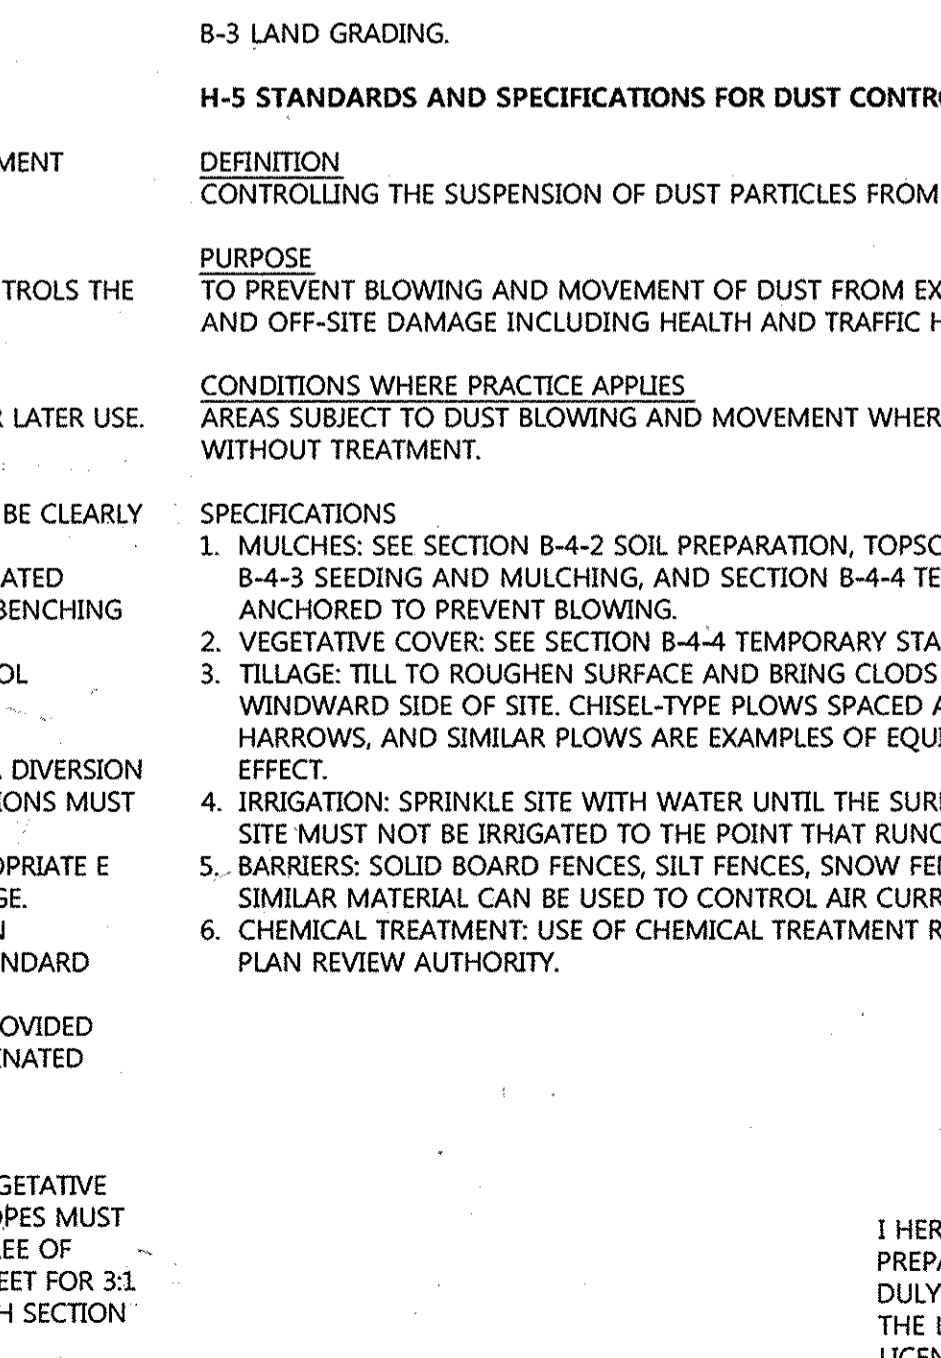 MENT
TROLS THE
R LATER USE.
BE CLEARLY
ATED
BENCHING
OL
A DIVERSION
IONS MUST
OPRIATE E
GE.
N
NDARD
OVIDED
ENATED
GETATIVE
OPES MUST
EE OF
EET FOR 3:1
H SECTION
B-3 LAND GRADING.
H-5 STANDARDS AND SPECIFICATIONS FOR DUST CONTRO
DEFINITION
CONTROLLING THE SUSPENSION OF DUST PARTICLES FROM
PURPOSE
TO PREVENT BLOWING AND MOVEMENT OF DUST FROM EX
AND OFF-SITE DAMAGE INCLUDING HEALTH AND TRAFFIC H
CONDITIONS WHERE PRACTICE APPLIES
AREAS SUBJECT TO DUST BLOWING AND MOVEMENT WHER
WITHOUT TREATMENT.
SPECIFICATIONS
1. MULCHES: SEE SECTION B-4-2 SOIL PREPARATION, TOPSO
B-4-3 SEEDING AND MULCHING, AND SECTION B-4-4 TE
ANCHORED TO PREVENT BLOWING.
2. VEGETATIVE COVER: SEE SECTION B-4-4 TEMPORARY STA
3. TILLAGE: TILL TO ROUGHEN SURFACE AND BRING CLODS
WINDWARD SIDE OF SITE. CHISEL-TYPE PLOWS SPACED A
HARROWS, AND SIMILAR PLOWS ARE EXAMPLES OF EQUI
EFFECT.
4. IRRIGATION: SPRINKLE SITE WITH WATER UNTIL THE SURF
SITE MUST NOT BE IRRIGATED TO THE POINT THAT RUNO
5. BARRIERS: SOLID BOARD FENCES, SILT FENCES, SNOW FEN
SIMILAR MATERIAL CAN BE USED TO CONTROL AIR CURR
6. CHEMICAL TREATMENT: USE OF CHEMICAL TREATMENT R
PLAN REVIEW AUTHORITY.
I HER
PREPA
DULY
THE L
LICEN